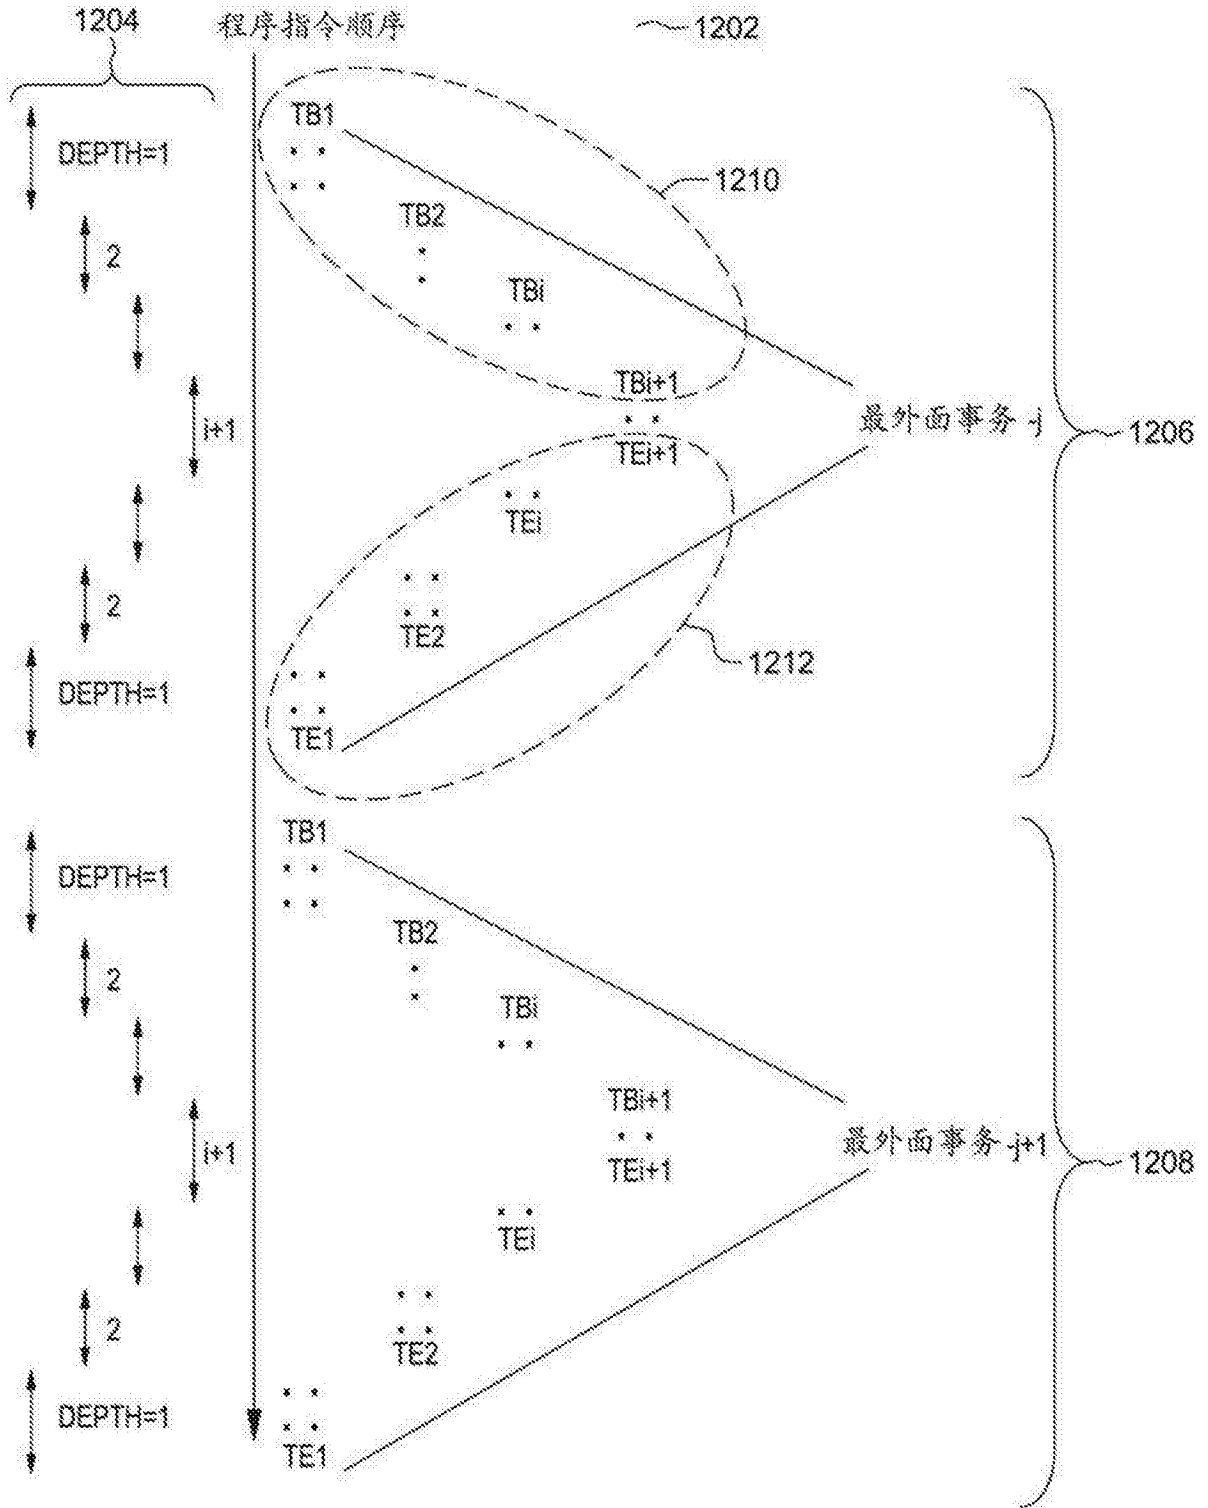 1204
程序指令顺序
1202
TB1
DEPTH=1
1210
TB2
2
TBi
TBi+1
i+1
最外面事务 -j
1206
TEi+1
TEi
2
TE2
1212
DEPTH=1
TE1
TB1
DEPTH=1
TB2
2
TBi
TBi+1
i+1
最外面事务 -j+1
1208
TEi+1
TEi
2
TE2
DEPTH=1
TE1